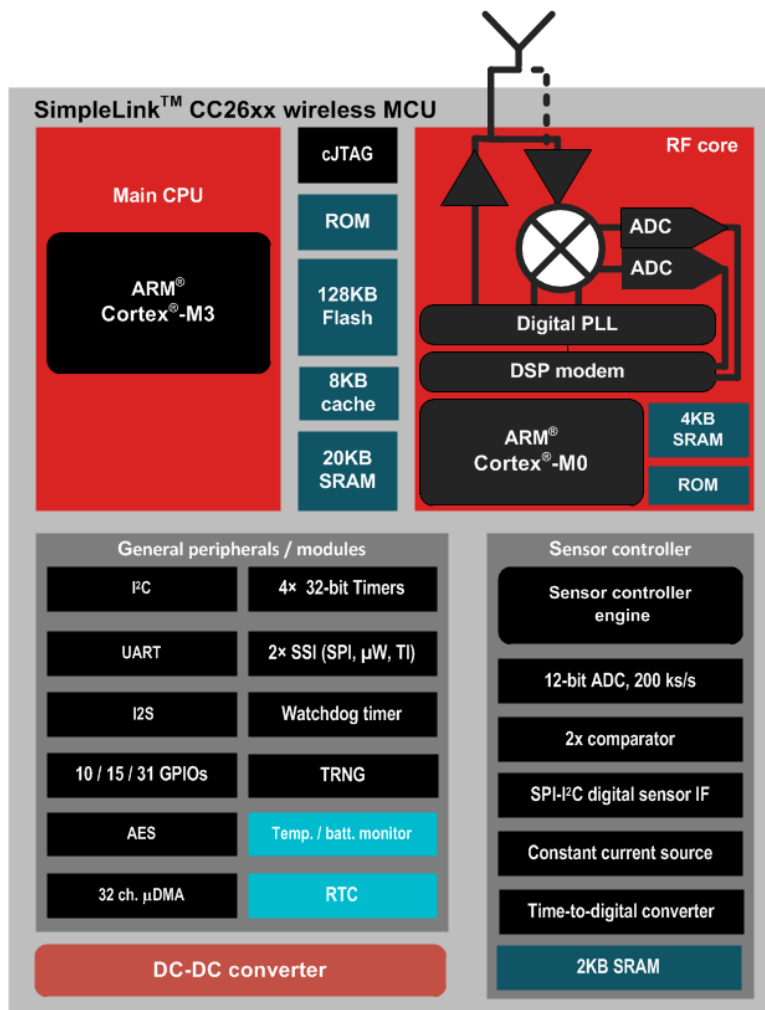 SimpleLink™ CC26xx wireless MCU
Main CPU
ARM®
Cortex®-M3
cJTAG
ROM
128KB
Flash
8KB
cache
20KB
SRAM
RF core
ADC
ADC
Digital PLL
DSP modem
ARM®
Cortex®-M0
4KB
SRAM
ROM
General peripherals / modules
I²C
4× 32-bit Timers
UART
2× SSI (SPI, µW, TI)
I2S
Watchdog timer
10 / 15 / 31 GPIOs
TRNG
AES
Temp. / batt. monitor
32 ch. µDMA
RTC
Sensor controller
Sensor controller
engine
12-bit ADC, 200 ks/s
2x comparator
SPI-I²C digital sensor IF
Constant current source
Time-to-digital converter
2KB SRAM
DC-DC converter